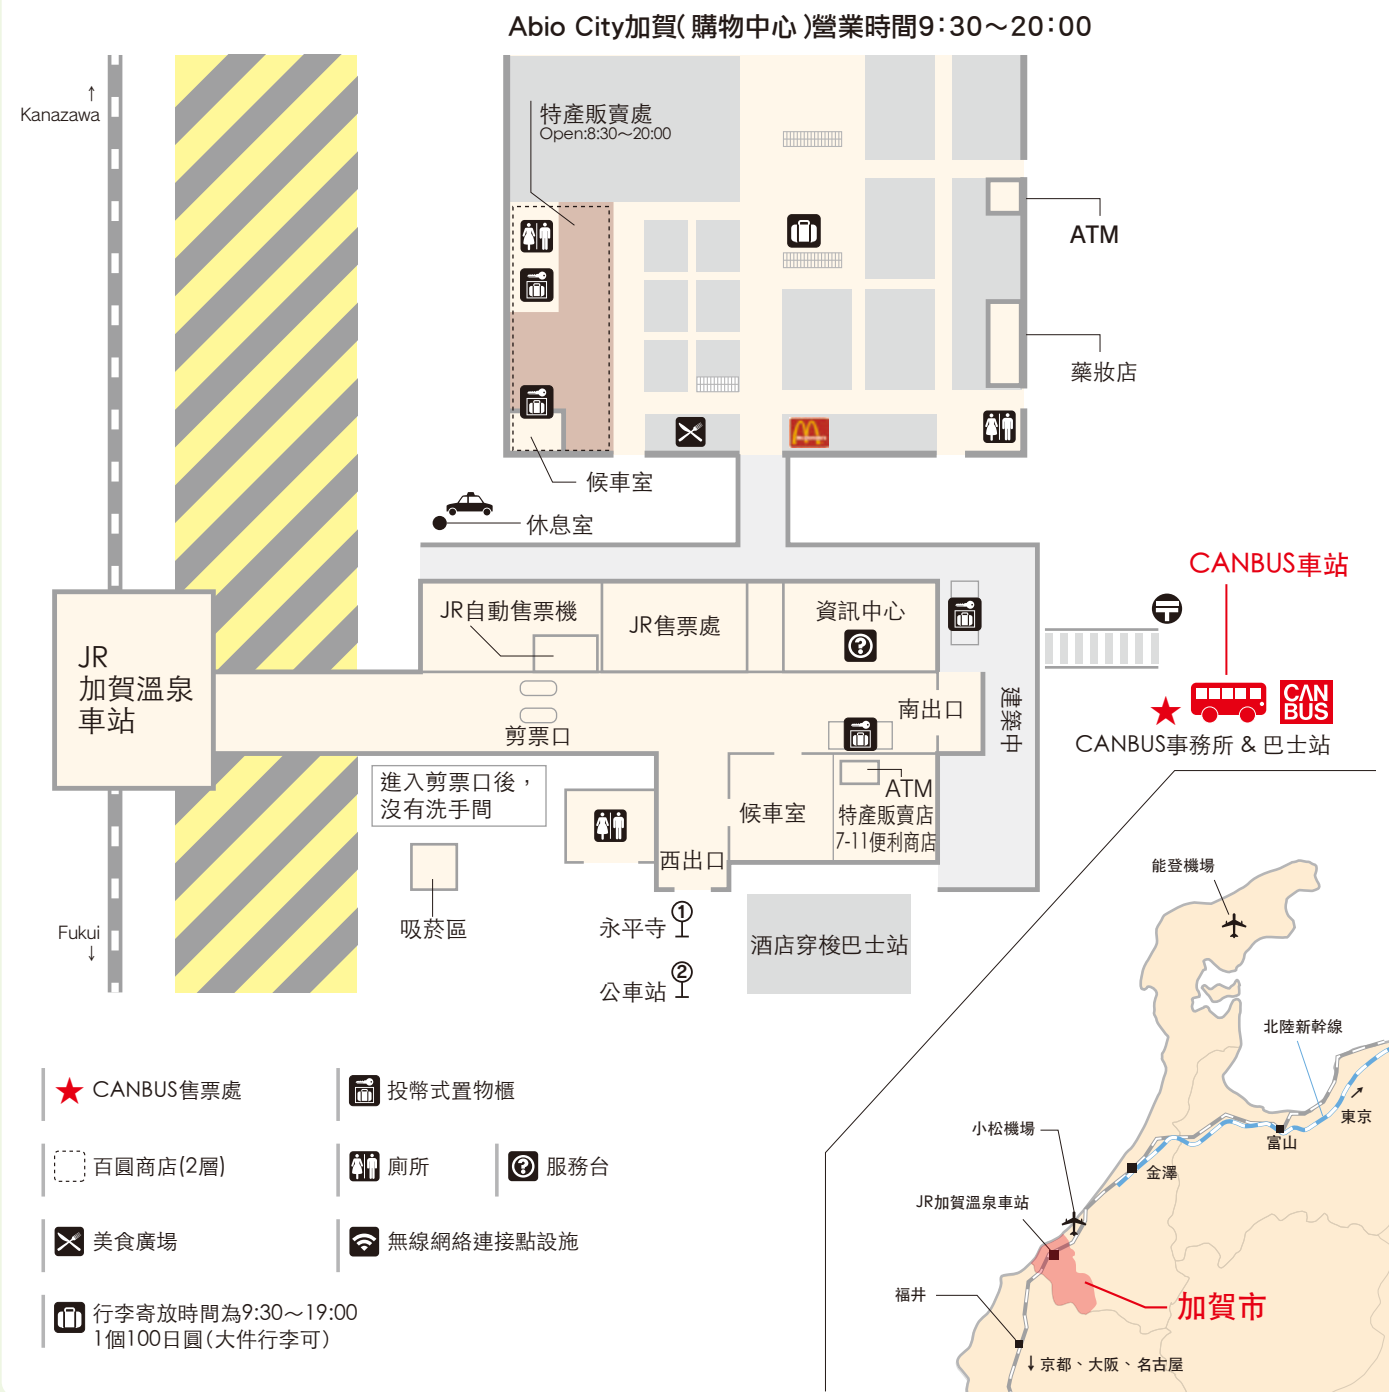 Abio City加賀(購物中心)營業時間9:30～20:00
↑
Kanazawa
特產販賣處
Open:8:30～20:00
ATM
藥妝店
候車室
休息室
CANBUS車站
JR自動售票機
JR售票處
資訊中心
JR
加賀溫泉
車站
剪票口
南出口
建築中
CAN
BUS
CANBUS事務所 & 巴士站
進入剪票口後，
沒有洗手間
ATM
候車室
特產販賣店
7-11便利商店
西出口
吸菸區
Fukui
↓
永平寺 ①
公車站 ②
酒店穿梭巴士站
CANBUS售票處
投幣式置物櫃
百圓商店(2層)
廁所
服務台
美食廣場
無線網絡連接點設施
行李寄放時間為9:30～19:00
1個100日圓(大件行李可)
能登機場
北陸新幹線
東京
富山
小松機場
金澤
JR加賀溫泉車站
福井
加賀市
↓京都、大阪、名古屋